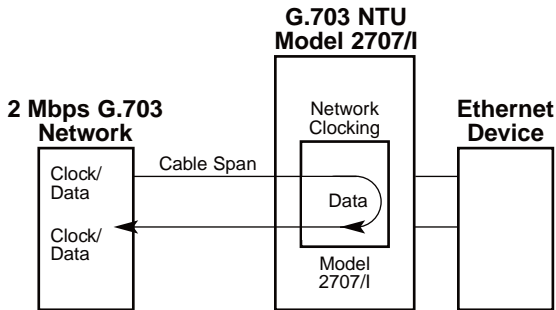 G.703 NTU
Model 2707/I
2 Mbps G.703
Network
Ethernet
Device
Network
Clocking
Clock/
Data
Cable Span
Data
Clock/
Data
Model
2707/I